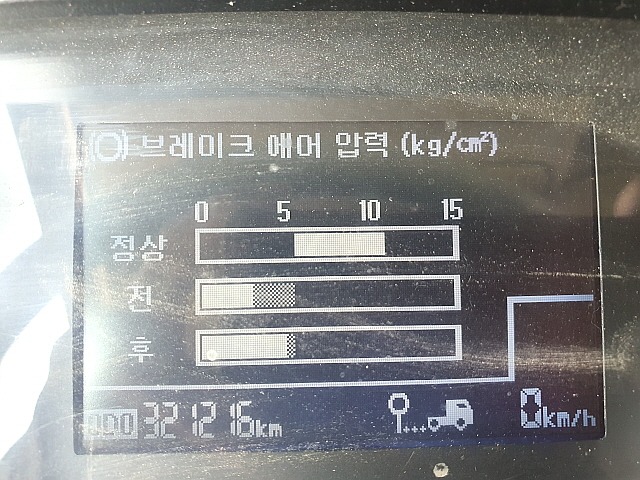 브레이크 에어 압력 (kg/cm²)
0 5 10 15
정상
전
후
ODO 321216km
0km/h